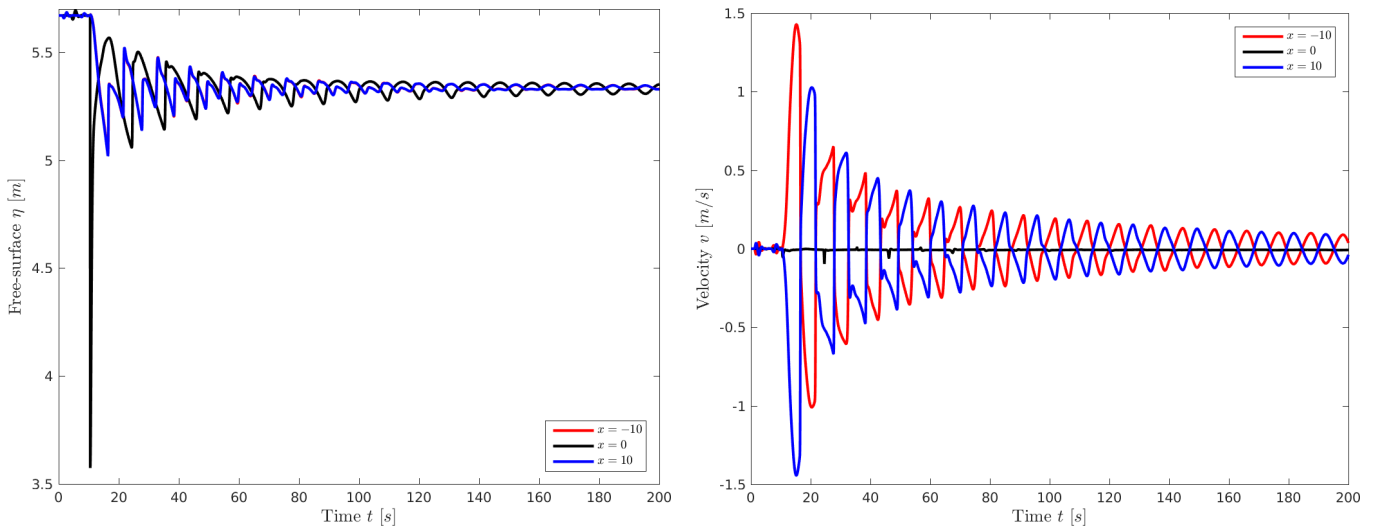 Free-surface η [m]
5.5
5
4.5
4
3.5
0 20 40 60 80 100 120 140 160 180 200
Time t [s]
x = −10
x = 0
x = 10
Velocity v [m/s]
1.5
1
0.5
0
-0.5
-1
-1.5
0 20 40 60 80 100 120 140 160 180 200
Time t [s]
x = −10
x = 0
x = 10